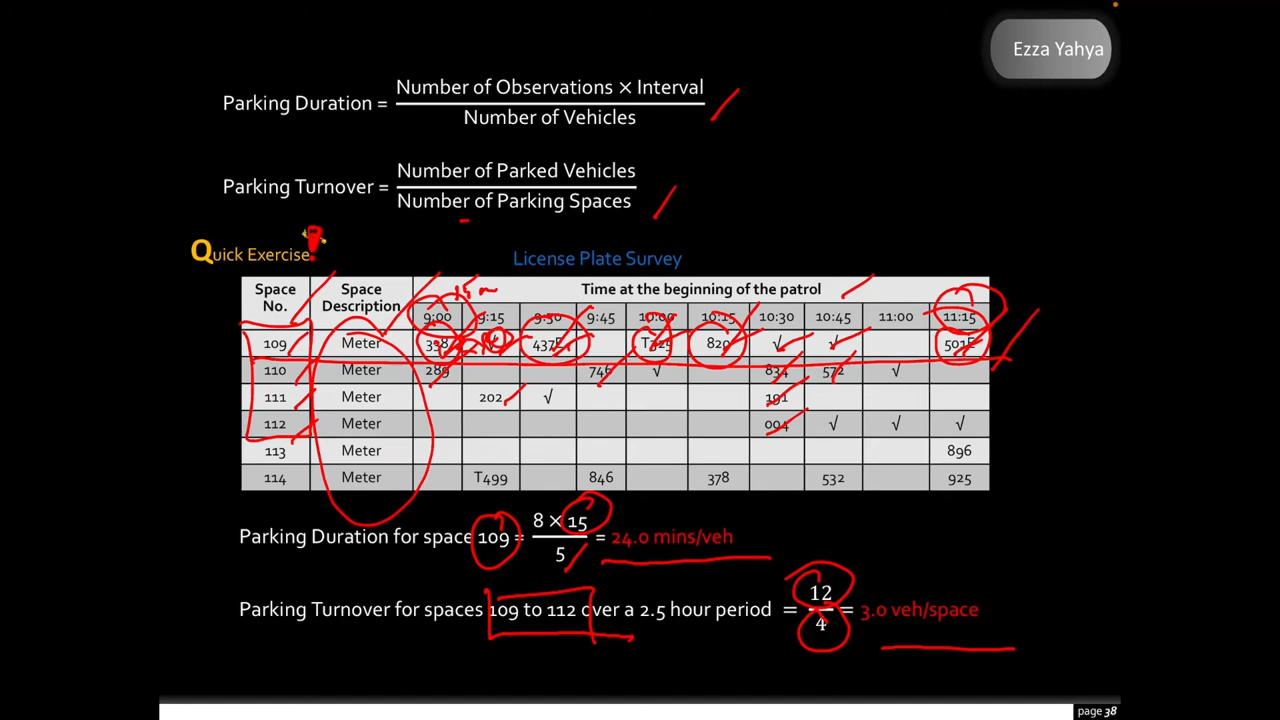 Ezza Yahya
Parking Duration = Number of Observations × Interval
Number of Vehicles
Parking Turnover = Number of Parked Vehicles
Number of Parking Spaces
Quick Exercise!
License Plate Survey
Space No. Space Description Time at the beginning of the patrol
9:00 9:15 9:30 9:45 10:00 10:15 10:30 10:45 11:00 11:15
109 Meter 338 √ 437E 820 √ √ 501E
110 Meter 289 746 √ 834 572 √
111 Meter 202 √ 191
112 Meter 004 √ √ √
113 Meter 896
114 Meter T499 846 378 532 925
Parking Duration for space 109 = 8 × 15 = 24.0 mins/veh
5
Parking Turnover for spaces 109 to 112 over a 2.5 hour period = 12 = 3.0 veh/space
4
page 38